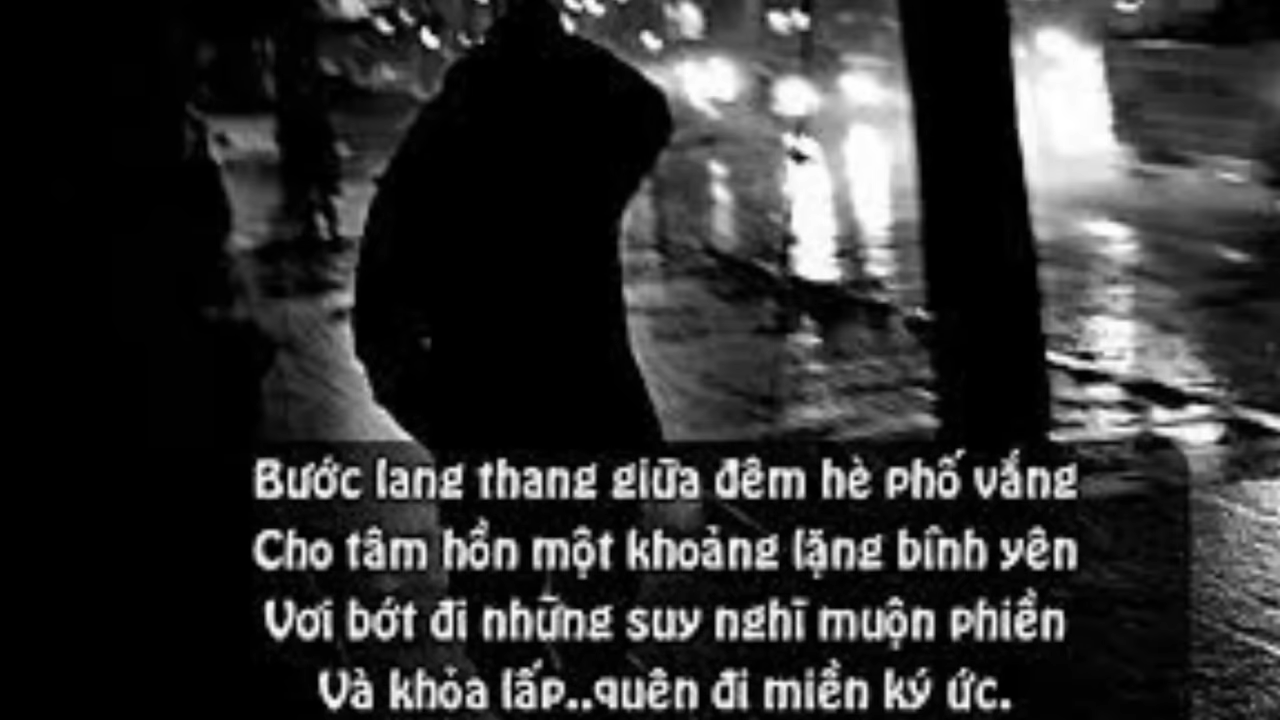 Bước lang thang giữa đêm hè phố vắng
Cho tâm hồn một khoảng lặng bình yên
Vơi bớt đi những suy nghĩ muộn phiền
Và khỏa lấp..quên đi miền ký ức.